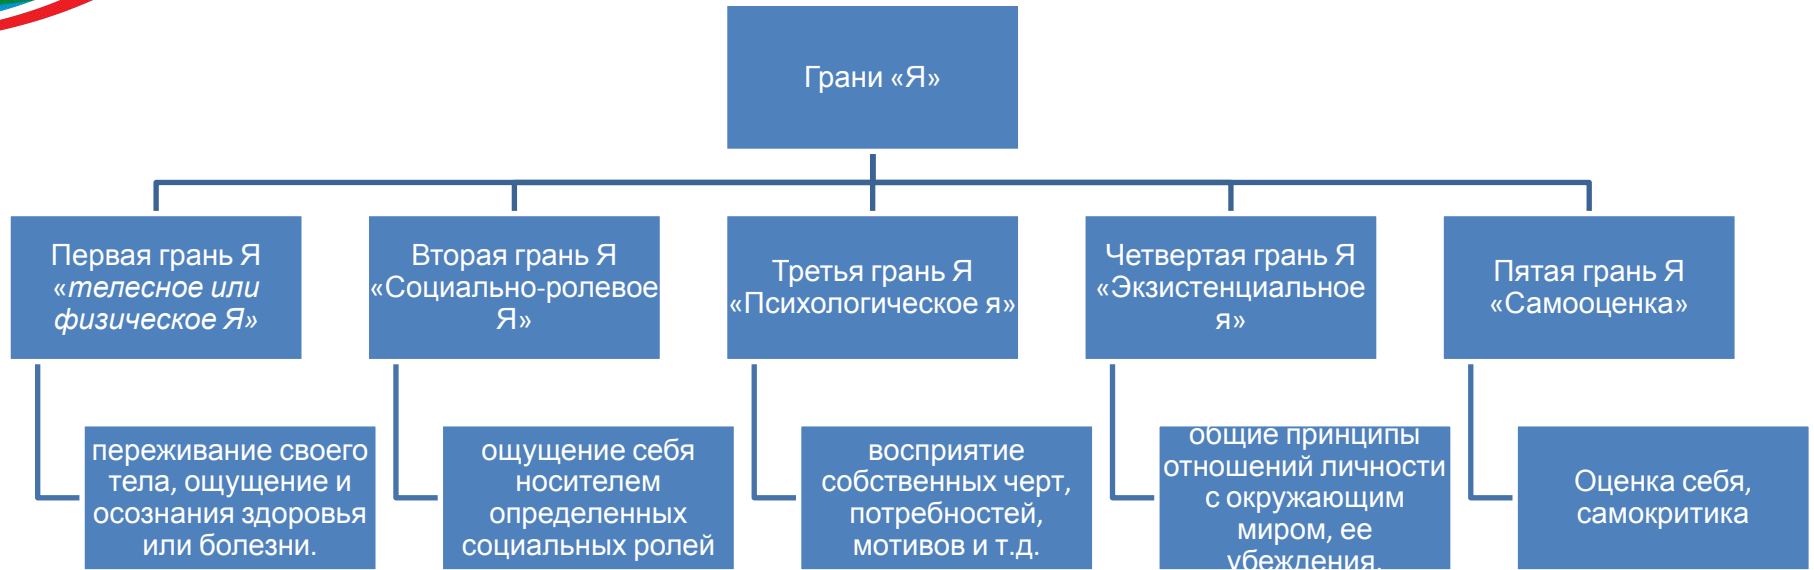 Грани «Я»
Первая грань Я
«телесное или
физическое Я»
Вторая грань Я
«Социально-ролевое
Я»
Третья грань Я
«Психологическое я»
Четвертая грань Я
«Экзистенциальное
я»
Пятая грань Я
«Самооценка»
переживание своего
тела, ощущение и
осознания здоровья
или болезни.
ощущение себя
носителем
определенных
социальных ролей
восприятие
собственных черт,
потребностей,
мотивов и т.д.
общие принципы
отношений личности
с окружающим
миром, ее
убеждения.
Оценка себя,
самокритика